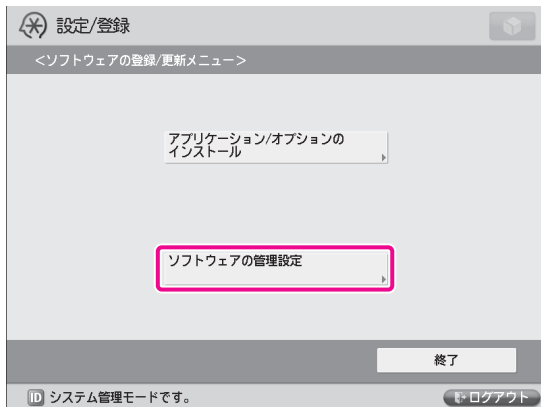 設定/登録
<ソフトウェアの登録/更新メニュー>
アプリケーション/オプションの
インストール
ソフトウェアの管理設定
終了
ID システム管理モードです。
ログアウト